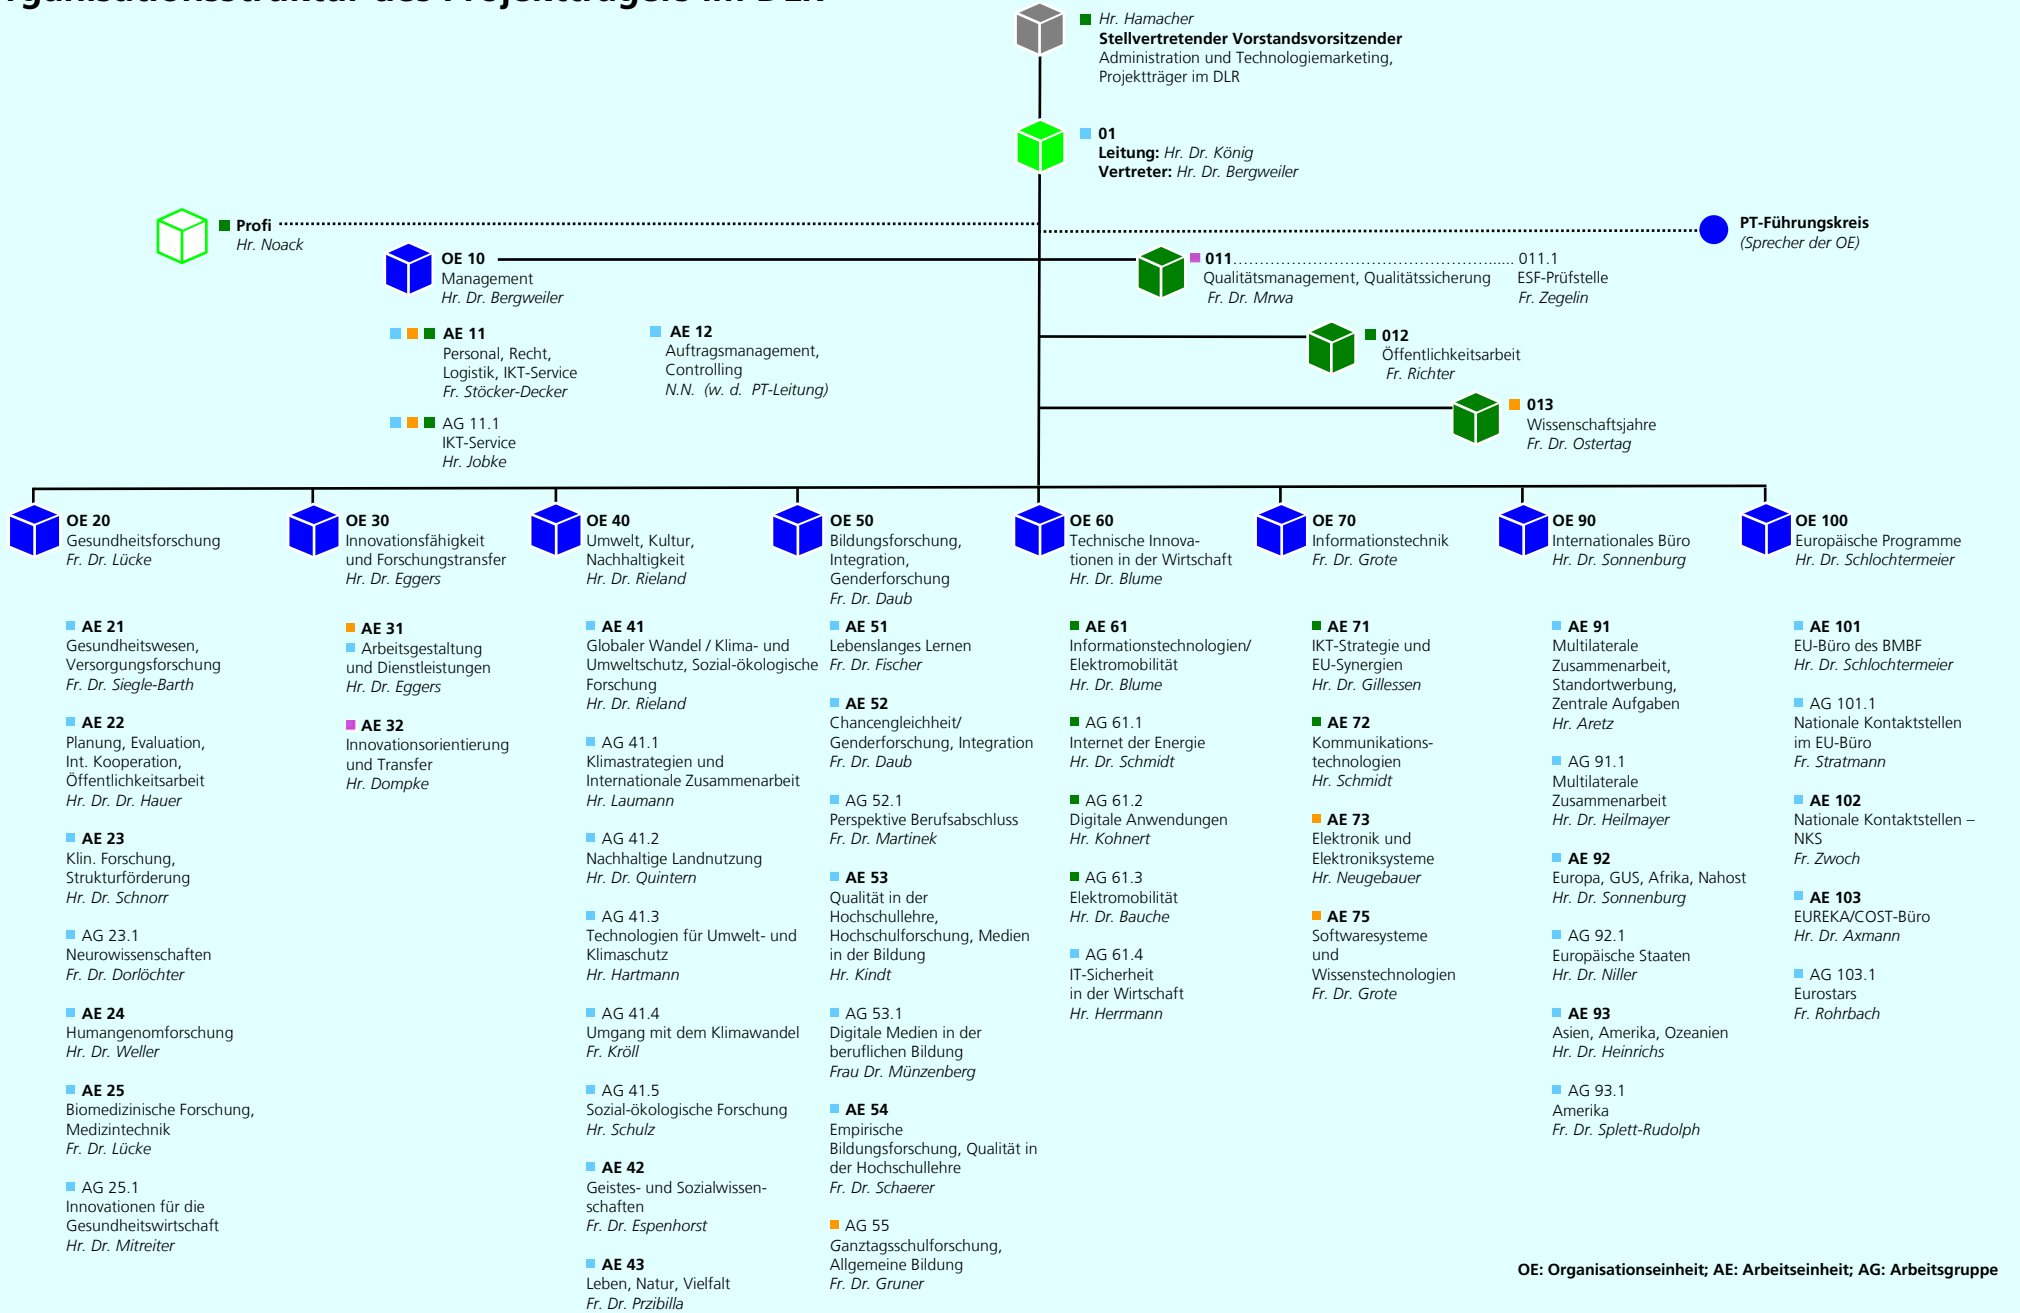 Organisationsstruktur des Projektträgers im DLR
Hr. Hamacher
Stellvertretender Vorstandsvorsitzender
Administration und Technologiemarketing,
Projektträger im DLR
01
Leitung: Hr. Dr. König
Vertreter: Hr. Dr. Bergweiler
Profi
Hr. Noack
PT-Führungskreis
(Sprecher der OE)
OE 10
Management
Hr. Dr. Bergweiler
011
Qualitätsmanagement, Qualitätssicherung
Fr. Dr. Mrwa
011.1
ESF-Prüfstelle
Fr. Zegelin
AE 11
Personal, Recht,
Logistik, IKT-Service
Fr. Stöcker-Decker
AE 12
Auftragsmanagement,
Controlling
N.N. (w. d. PT-Leitung)
012
Öffentlichkeitsarbeit
Fr. Richter
AG 11.1
IKT-Service
Hr. Jobke
013
Wissenschaftsjahre
Fr. Dr. Ostertag
OE 20
Gesundheitsforschung
Fr. Dr. Lücke
AE 21
Gesundheitswesen,
Versorgungsforschung
Fr. Dr. Siegle-Barth
AE 22
Planung, Evaluation,
Int. Kooperation,
Öffentlichkeitsarbeit
Hr. Dr. Dr. Hauer
AE 23
Klin. Forschung,
Strukturförderung
Hr. Dr. Schnorr
AG 23.1
Neurowissenschaften
Fr. Dr. Dorlöchter
AE 24
Humangenomforschung
Hr. Dr. Weller
AE 25
Biomedizinische Forschung,
Medizintechnik
Fr. Dr. Lücke
AG 25.1
Innovationen für die
Gesundheitswirtschaft
Hr. Dr. Mitreiter
OE 30
Innovationsfähigkeit
und Forschungstransfer
Hr. Dr. Eggers
AE 31
Arbeitsgestaltung
und Dienstleistungen
Hr. Dr. Eggers
AE 32
Innovationsorientierung
und Transfer
Hr. Dompke
OE 40
Umwelt, Kultur,
Nachhaltigkeit
Hr. Dr. Rieland
AE 41
Globaler Wandel / Klima- und
Umweltschutz, Sozial-ökologische
Forschung
Hr. Dr. Rieland
AG 41.1
Klimastrategien und
Internationale Zusammenarbeit
Hr. Laumann
AG 41.2
Nachhaltige Landnutzung
Hr. Dr. Quintern
AG 41.3
Technologien für Umwelt- und
Klimaschutz
Hr. Hartmann
AG 41.4
Umgang mit dem Klimawandel
Fr. Kröll
AG 41.5
Sozial-ökologische Forschung
Hr. Schulz
AE 42
Geistes- und Sozialwissen-
schaften
Fr. Dr. Espenhorst
AE 43
Leben, Natur, Vielfalt
Fr. Dr. Przibilla
OE 50
Bildungsforschung,
Integration,
Genderforschung
Fr. Dr. Daub
AE 51
Lebenslanges Lernen
Fr. Dr. Fischer
AE 52
Chancengleichheit/
Genderforschung, Integration
Fr. Dr. Daub
AG 52.1
Perspektive Berufsabschluss
Fr. Dr. Martinek
AE 53
Qualität in der
Hochschullehre,
Hochschulforschung, Medien
in der Bildung
Hr. Kindt
AG 53.1
Digitale Medien in der
beruflichen Bildung
Frau Dr. Münzenberg
AE 54
Empirische
Bildungsforschung, Qualität in
der Hochschullehre
Fr. Dr. Schaerer
AG 55
Ganztagsschulforschung,
Allgemeine Bildung
Fr. Dr. Gruner
OE 60
Technische Innova-
tionen in der Wirtschaft
Hr. Dr. Blume
AE 61
Informationstechnologien/
Elektromobilität
Hr. Dr. Blume
AG 61.1
Internet der Energie
Hr. Dr. Schmidt
AG 61.2
Digitale Anwendungen
Hr. Kohnert
AG 61.3
Elektromobilität
Hr. Dr. Bauche
AG 61.4
IT-Sicherheit
in der Wirtschaft
Hr. Herrmann
OE 70
Informationstechnik
Fr. Dr. Grote
AE 71
IKT-Strategie und
EU-Synergien
Hr. Dr. Gillessen
AE 72
Kommunikations-
technologien
Hr. Schmidt
AE 73
Elektronik und
Elektroniksysteme
Hr. Neugebauer
AE 75
Softwaresysteme
und
Wissenstechnologien
Fr. Dr. Grote
OE 90
Internationales Büro
Hr. Dr. Sonnenburg
AE 91
Multilaterale
Zusammenarbeit,
Standortwerbung,
Zentrale Aufgaben
Hr. Aretz
AG 91.1
Multilaterale
Zusammenarbeit
Hr. Dr. Heilmayer
AE 92
Europa, GUS, Afrika, Nahost
Hr. Dr. Sonnenburg
AG 92.1
Europäische Staaten
Hr. Dr. Niller
AE 93
Asien, Amerika, Ozeanien
Hr. Dr. Heinrichs
AG 93.1
Amerika
Fr. Dr. Splett-Rudolph
OE 100
Europäische Programme
Hr. Dr. Schlochtermeier
AE 101
EU-Büro des BMBF
Hr. Dr. Schlochtermeier
AG 101.1
Nationale Kontaktstellen
im EU-Büro
Fr. Stratmann
AE 102
Nationale Kontaktstellen –
NKS
Fr. Zwoch
AE 103
EUREKA/COST-Büro
Hr. Dr. Axmann
AG 103.1
Eurostars
Fr. Rohrbach
OE: Organisationseinheit; AE: Arbeitseinheit; AG: Arbeitsgruppe